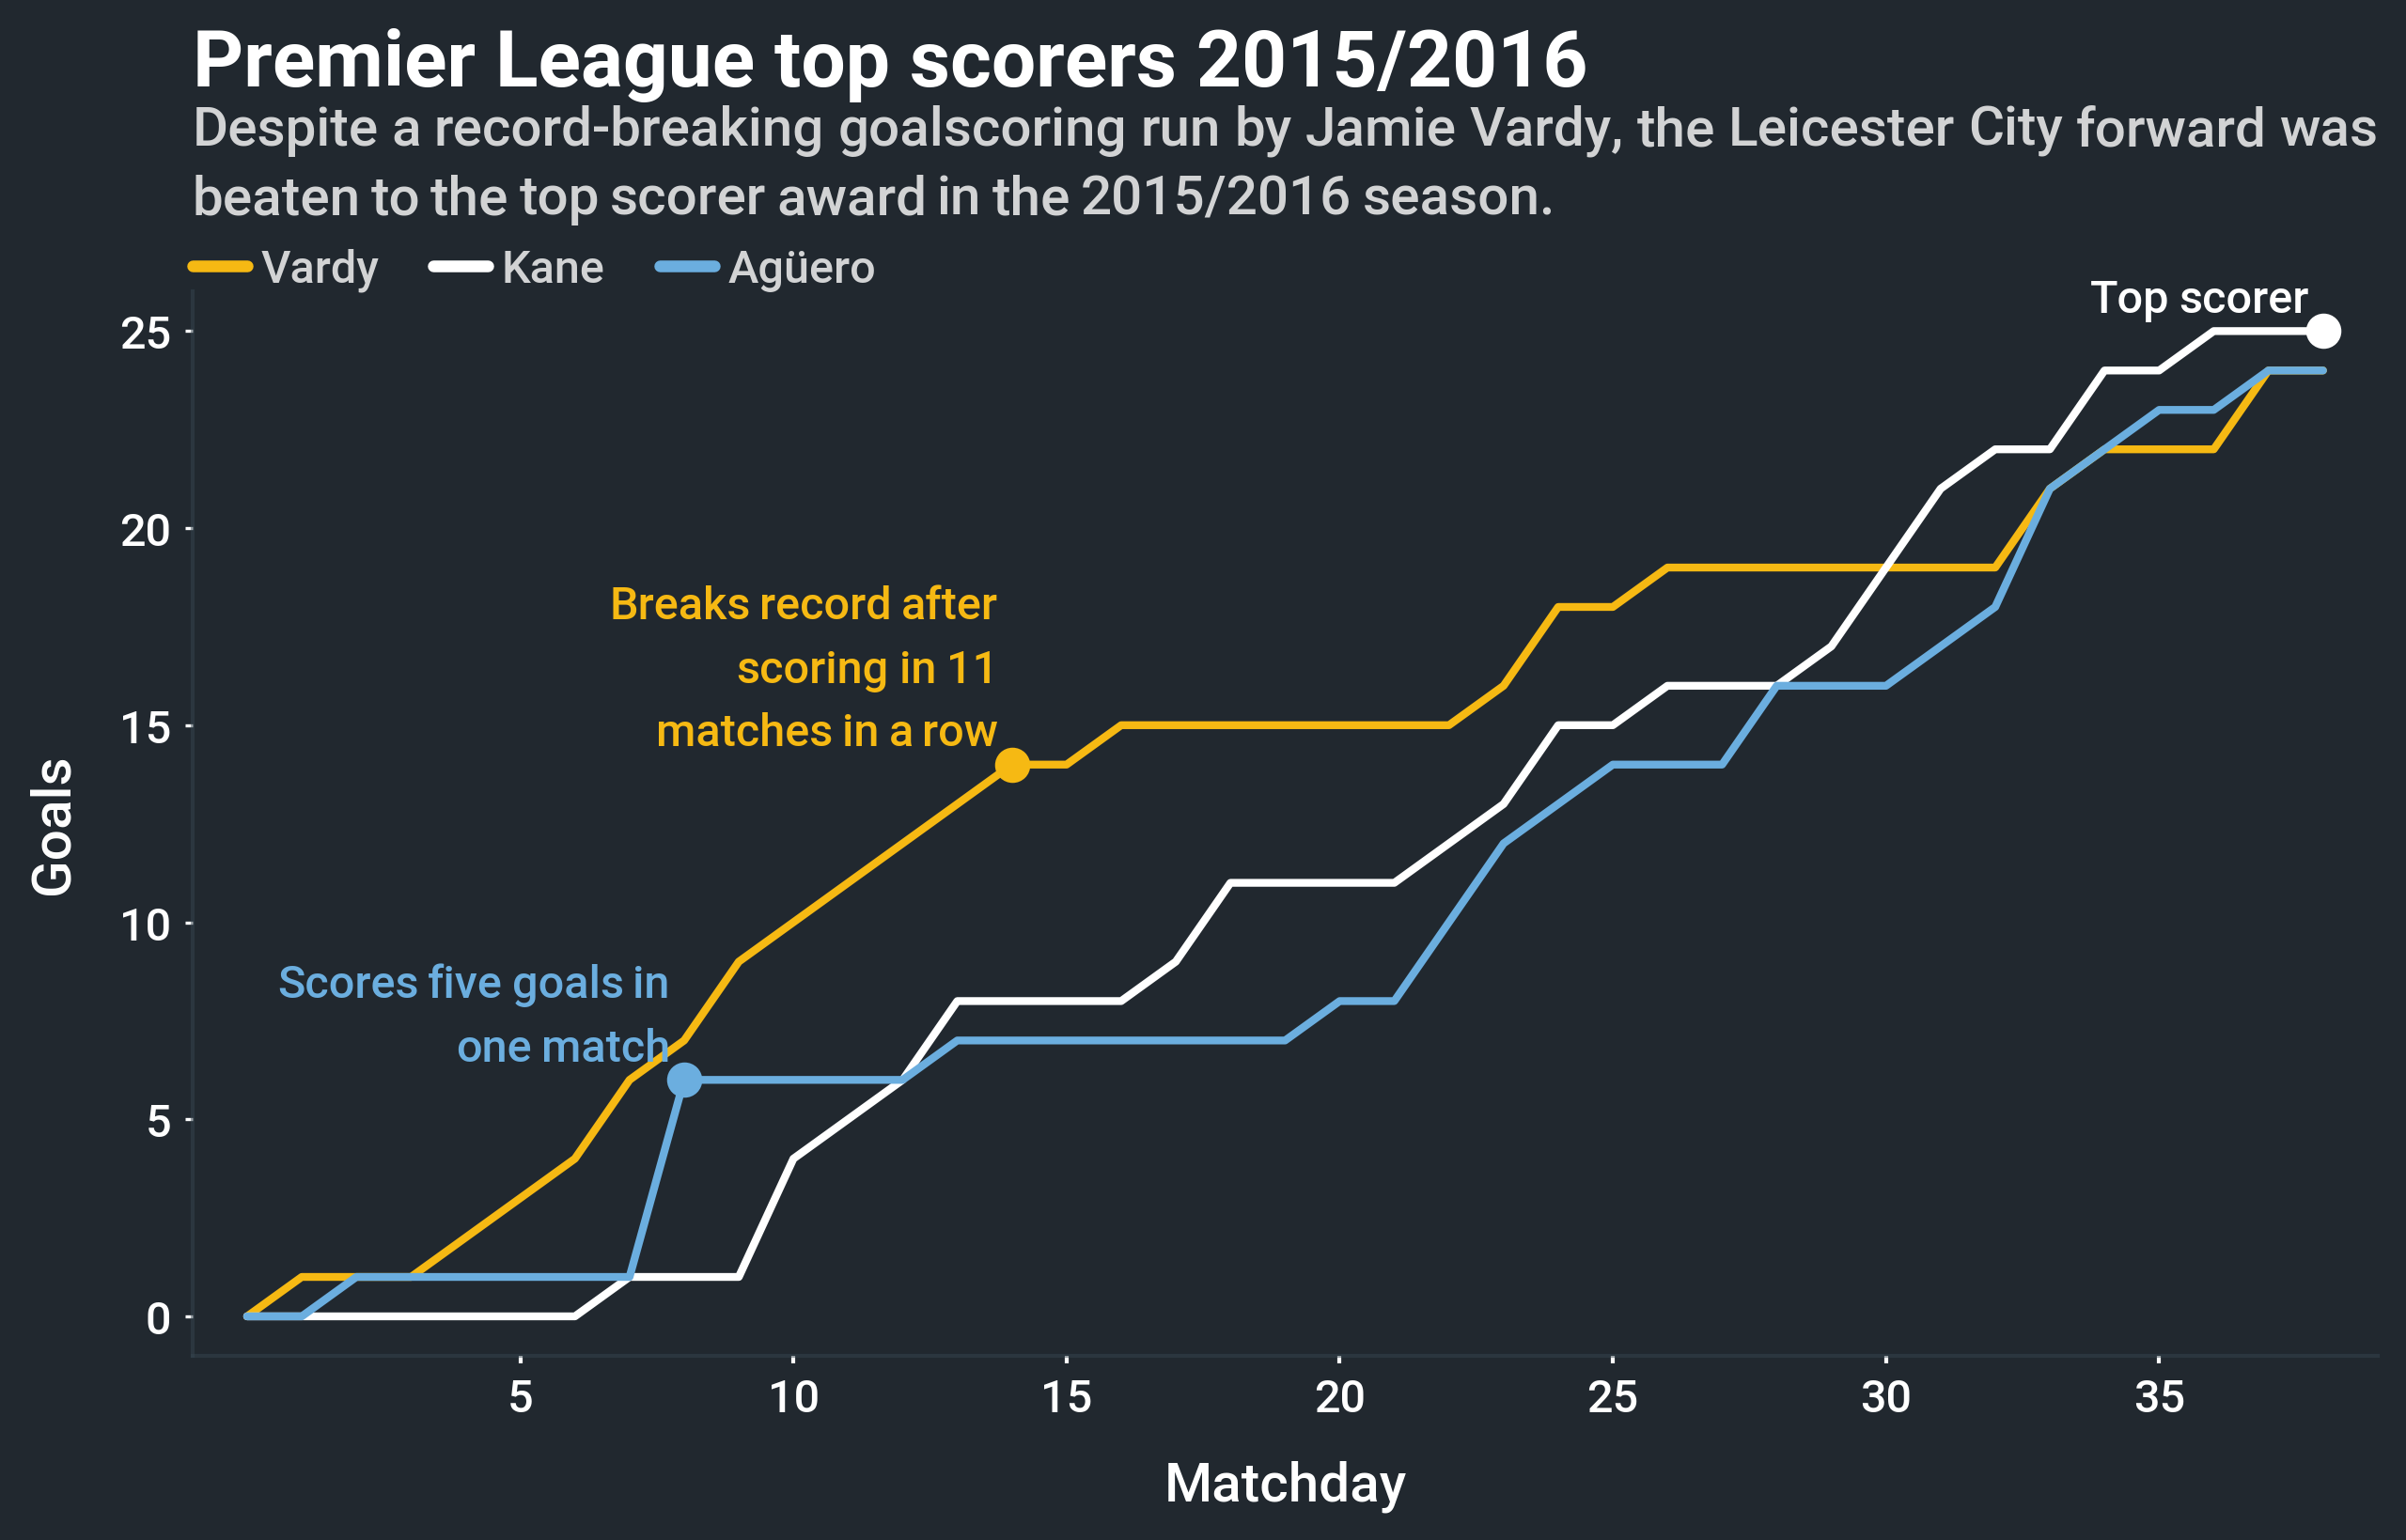 Premier League top scorers 2015/2016
Despite a record-breaking goalscoring run by Jamie Vardy, the Leicester City forward was
beaten to the top scorer award in the 2015/2016 season.
Vardy Kane Agüero
Top scorer
25
20
Breaks record after
scoring in 11
matches in a row
15
Goals
10
Scores five goals in
one match
5
0
5 10 15 20 25 30 35
Matchday